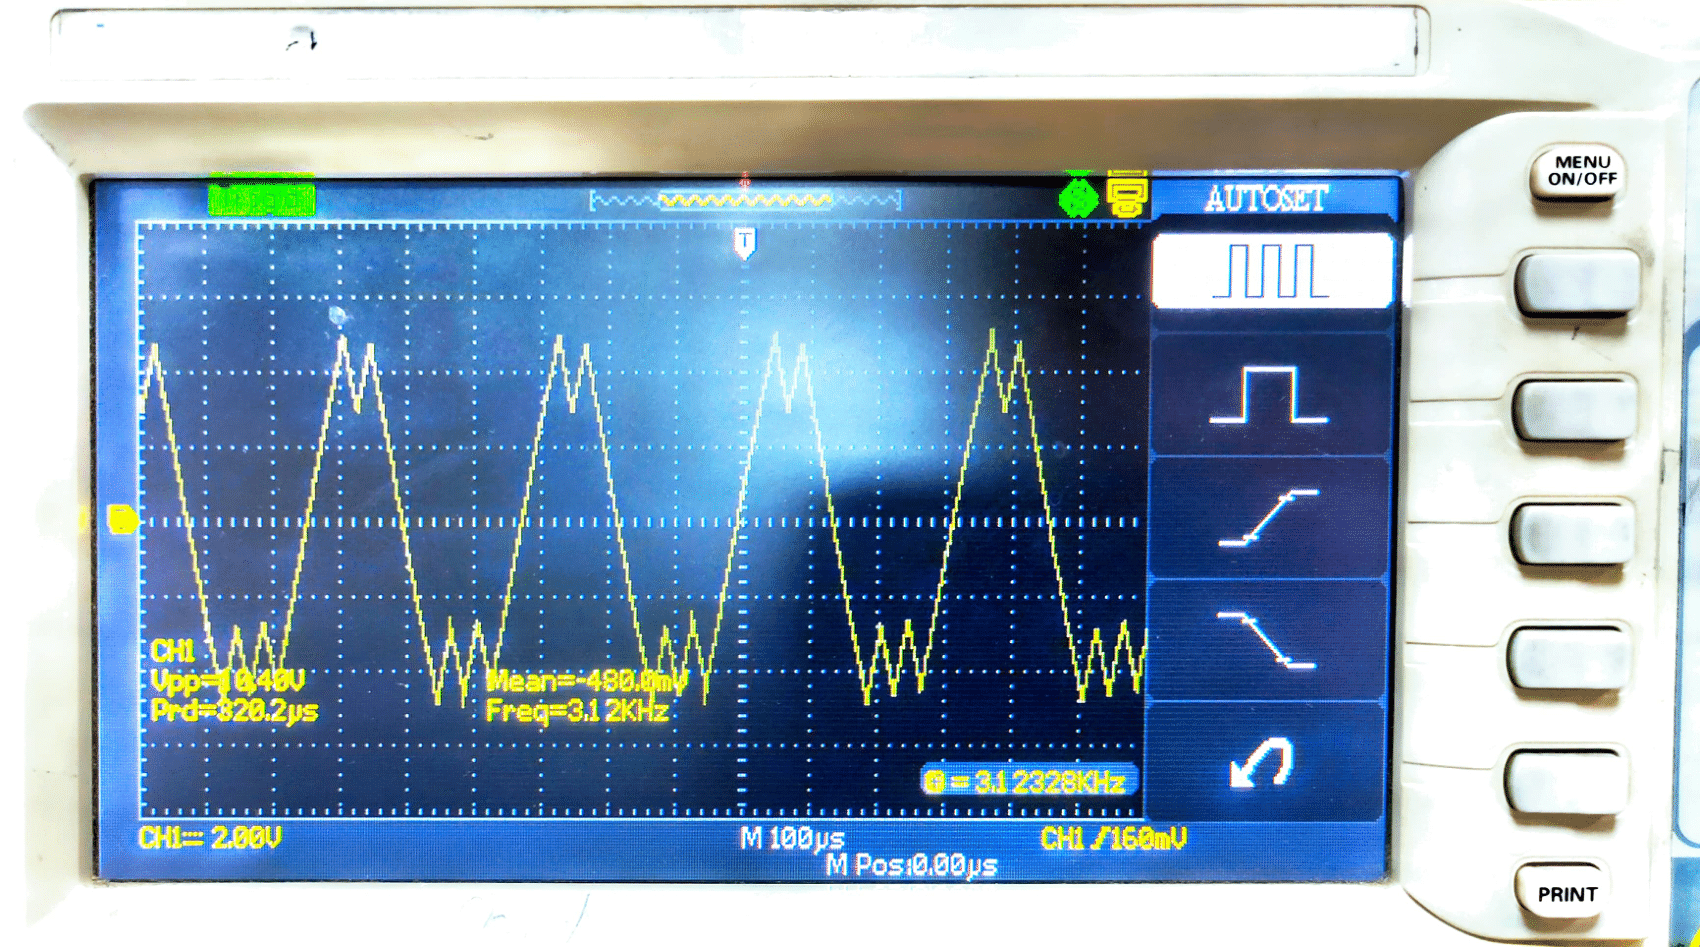 MENU
ON/OFF
AUTOSET
T
CH1
Vpp=10.40V
Mean=-480.0mV
Prd=320.2µs
Freq=3.12KHz
=3.12328KHz
CH1 2.00V
M 100µs
CH1 /160mV
M Pos:0.00µs
PRINT